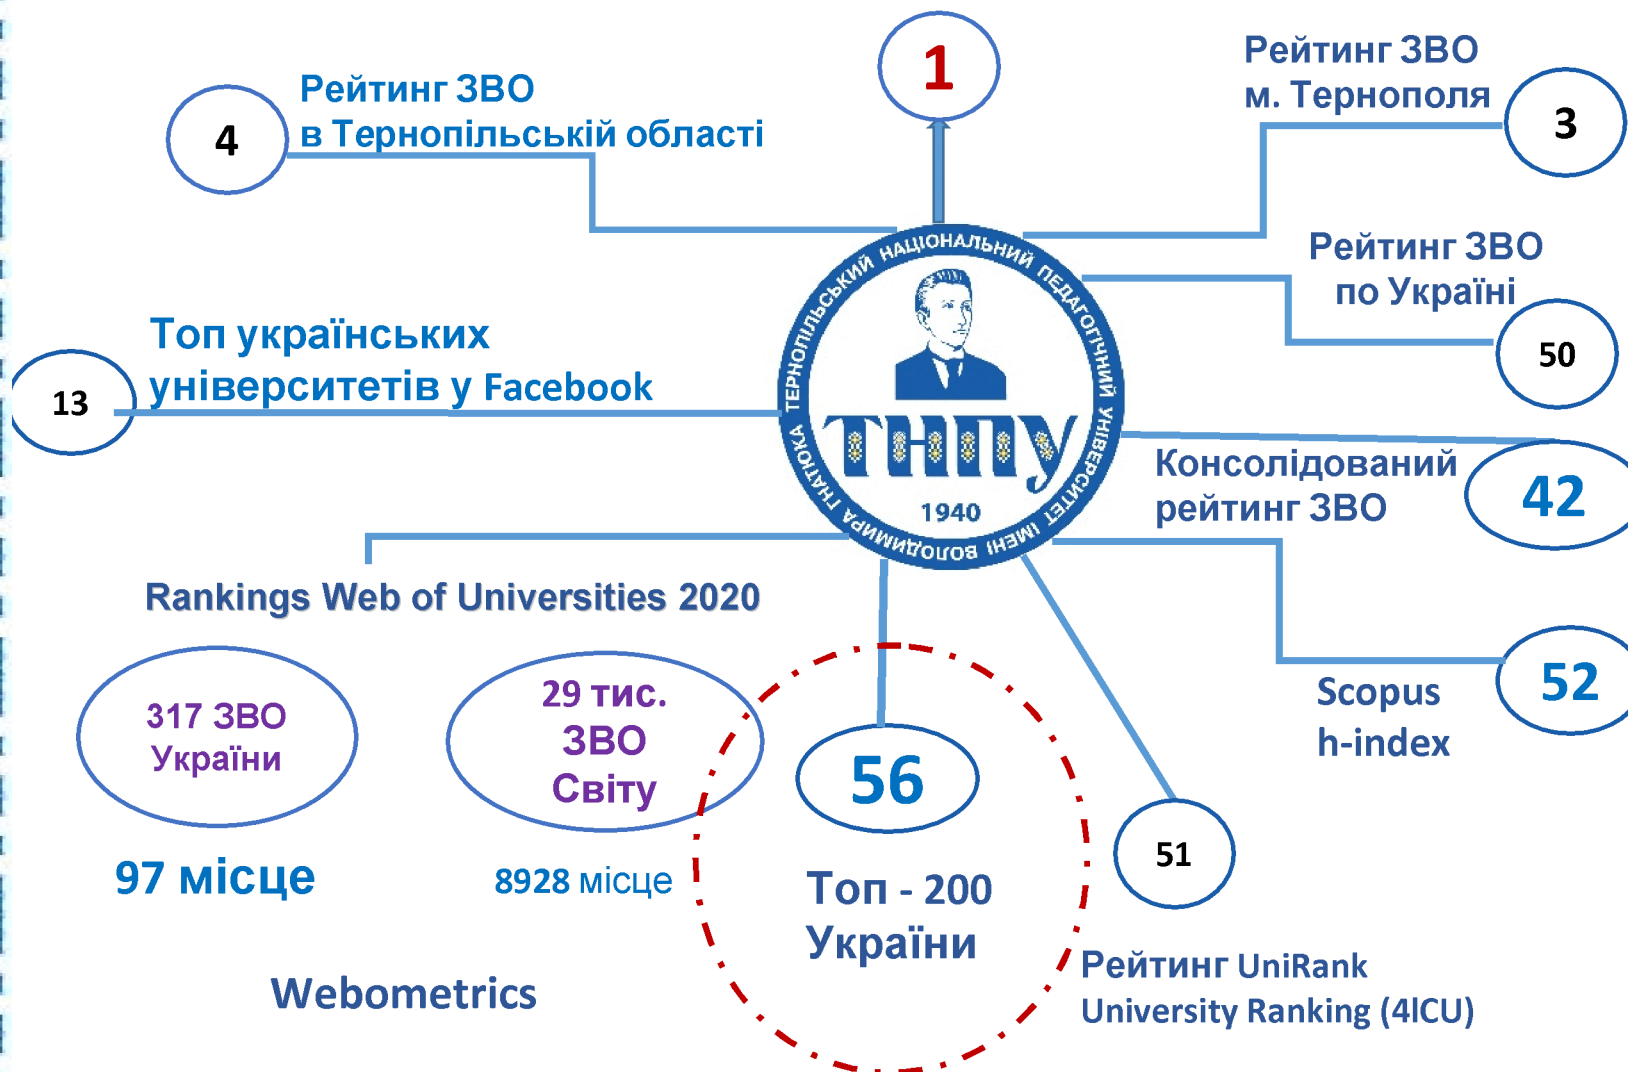 1
Рейтинг ЗВО
в Тернопільській області
4
Рейтинг ЗВО
м. Тернополя
3
Рейтинг ЗВО
по Україні
50
Топ українських
університетів у Facebook
13
ТЕРНОПІЛЬСЬКИЙ НАЦІОНАЛЬНИЙ ПЕДАГОГІЧНИЙ УНІВЕРСИТЕТ ІМЕНІ ВОЛОДИМИРА ГНАТЮКА
ТНПУ
1940
Консолідований
рейтинг ЗВО
42
Rankings Web of Universities 2020
317 ЗВО
України
97 місце
29 тис.
ЗВО
Світу
8928 місце
Webometrics
56
Топ - 200
України
52
Scopus
h-index
51
Рейтинг UniRank
University Ranking (4ICU)